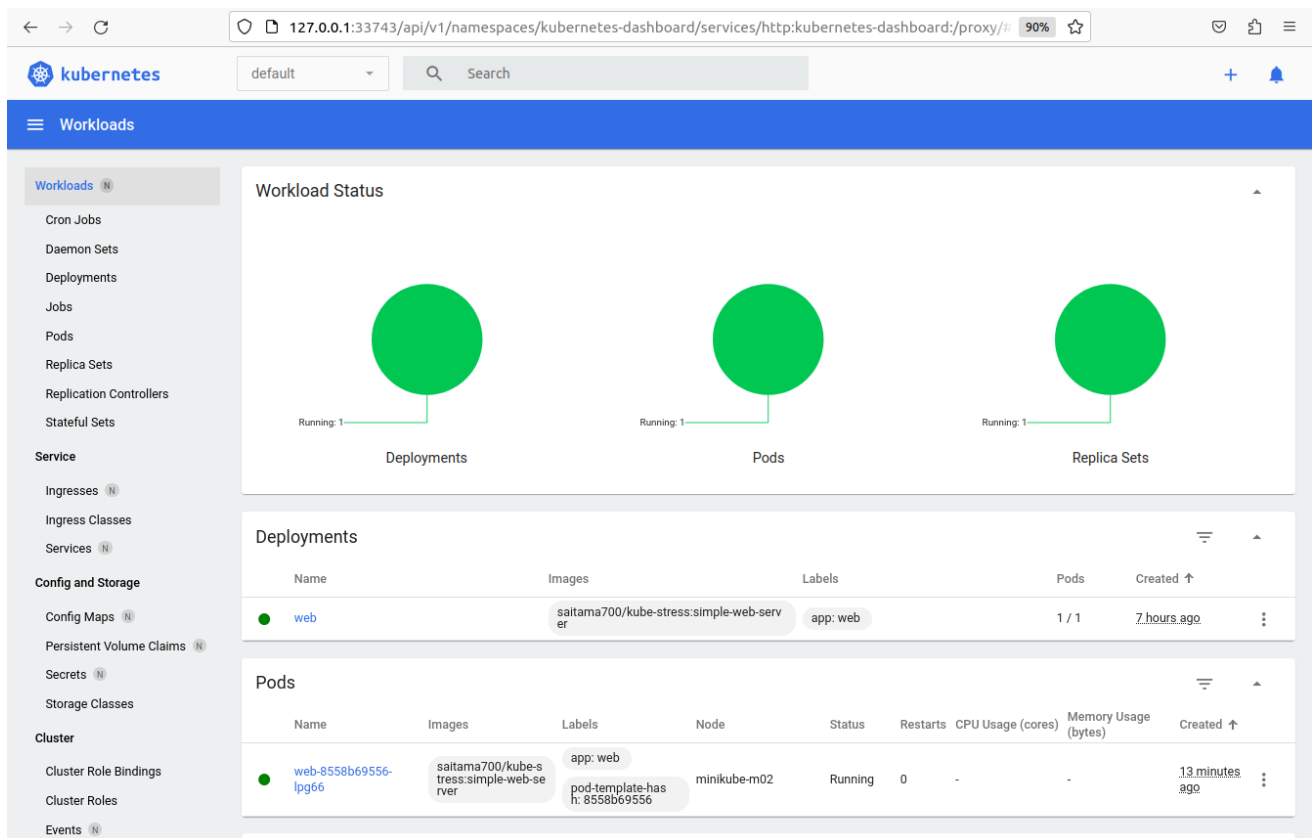 127.0.0.1:33743/api/v1/namespaces/kubernetes-dashboard/services/http:kubernetes-dashboard:/proxy/# 90%
kubernetes default Search +
Workloads
Workloads N
Cron Jobs
Daemon Sets
Deployments
Jobs
Pods
Replica Sets
Replication Controllers
Stateful Sets
Service
Ingresses N
Ingress Classes
Services N
Config and Storage
Config Maps N
Persistent Volume Claims N
Secrets N
Storage Classes
Cluster
Cluster Role Bindings
Cluster Roles
Events N
Workload Status
Running: 1 Running: 1 Running: 1
Deployments Pods Replica Sets
Deployments
Name Images Labels Pods Created ↑
web saitama700/kube-stress:simple-web-serv
er app: web 1 / 1 7 hours ago
Pods
Name Images Labels Node Status Restarts CPU Usage (cores) Memory Usage
(bytes) Created ↑
web-8558b69556-
lpg66
saitama700/kube-s
tress:simple-web-se
rver
app: web
pod-template-has
h: 8558b69556
minikube-m02 Running 0 - - 13 minutes
ago